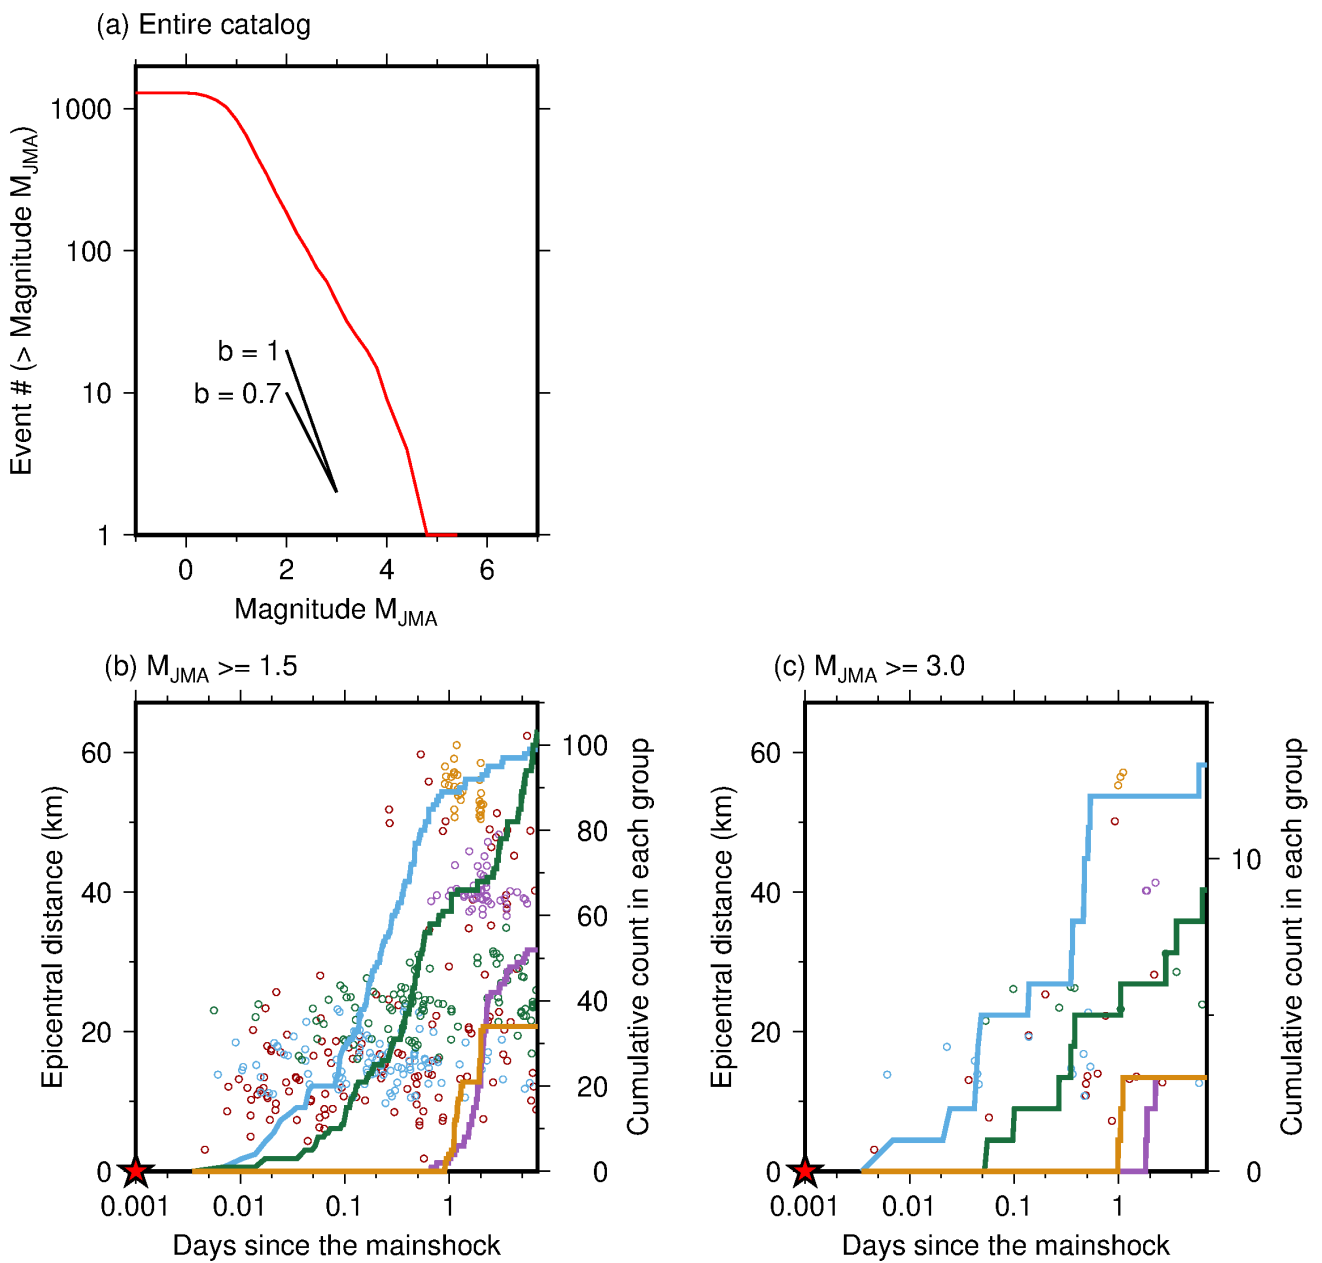 (a) Entire catalog
Event # (> Magnitude MJMA)
1000
100
10
1
b = 1
b = 0.7
0 2 4 6
Magnitude MJMA
(b) MJMA >= 1.5
Epicentral distance (km)
60
40
20
0
100
80
60
40
20
0
Cumulative count in each group
0.001 0.01 0.1 1
Days since the mainshock
(c) MJMA >= 3.0
Epicentral distance (km)
60
40
20
0
10
0
Cumulative count in each group
0.001 0.01 0.1 1
Days since the mainshock